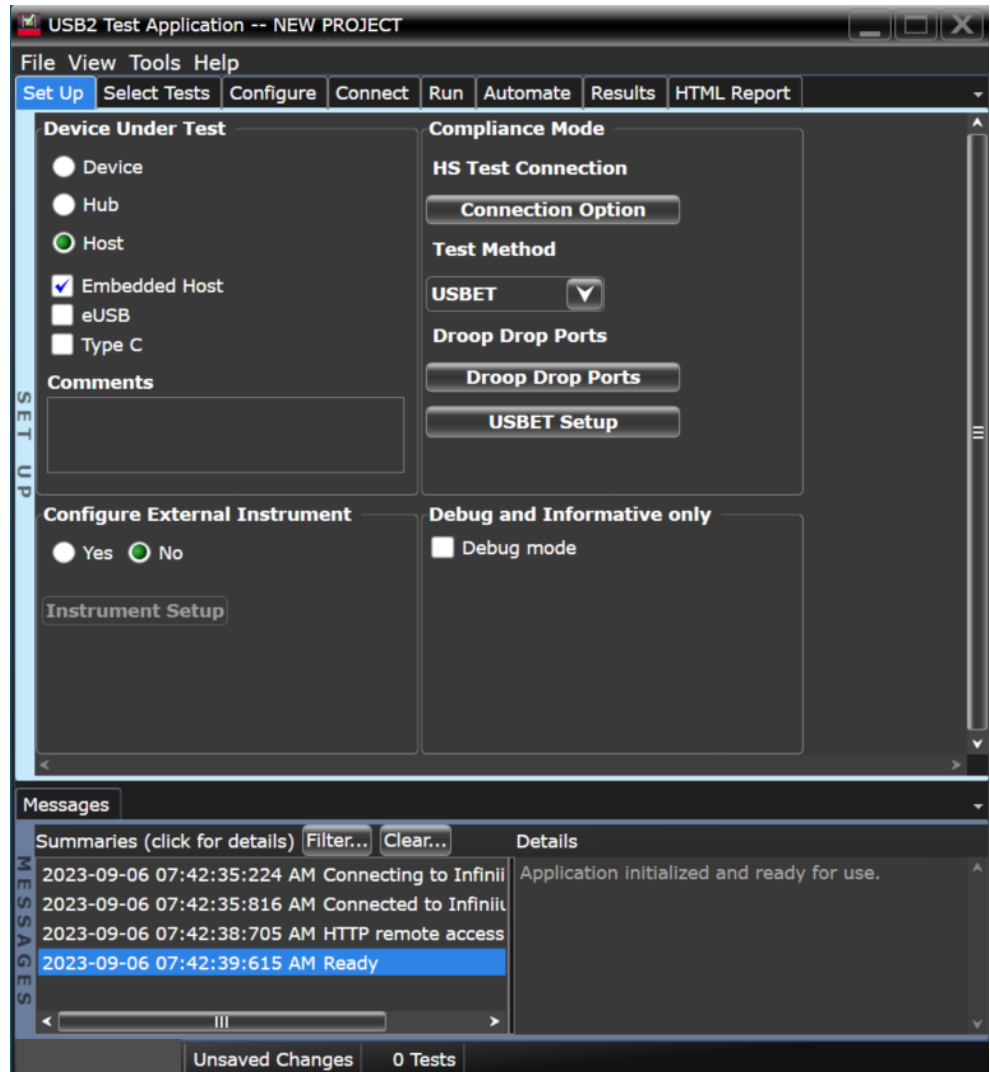 USB2 Test Application -- NEW PROJECT
File View Tools Help
Set Up Select Tests Configure Connect Run Automate Results HTML Report
SET UP
Device Under Test
Device
Hub
Host
Embedded Host
eUSB
Type C
Comments
Compliance Mode
HS Test Connection
Connection Option
Test Method
USBET
Droop Drop Ports
Droop Drop Ports
USBET Setup
Configure External Instrument
Yes No
Instrument Setup
Debug and Informative only
Debug mode
Messages
MESSAGES
Summaries (click for details) Filter... Clear...
2023-09-06 07:42:35:224 AM Connecting to Infinii
2023-09-06 07:42:35:816 AM Connected to Infiniiu
2023-09-06 07:42:38:705 AM HTTP remote access
2023-09-06 07:42:39:615 AM Ready
Details
Application initialized and ready for use.
Unsaved Changes 0 Tests